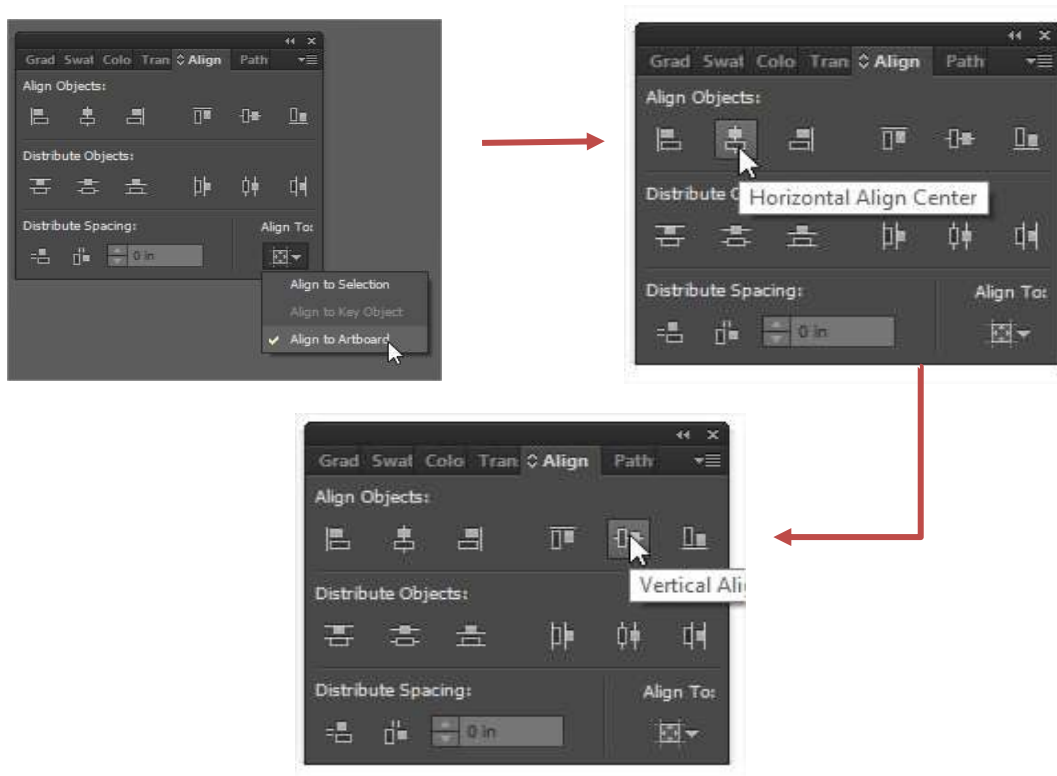 Grad Swat Colo Tran Align Path
Align Objects:
Distribute Objects:
Distribute Spacing: Align To:
0 in
Align to Selection
Align to Key Object
Align to Artboard
Grad Swat Colo Tran Align Path
Align Objects:
Horizontal Align Center
Distribute O
Distribute Spacing: Align To:
0 in
Grad Swat Colo Tran Align Path
Align Objects:
Vertical Ali
Distribute Objects:
Distribute Spacing: Align To:
0 in